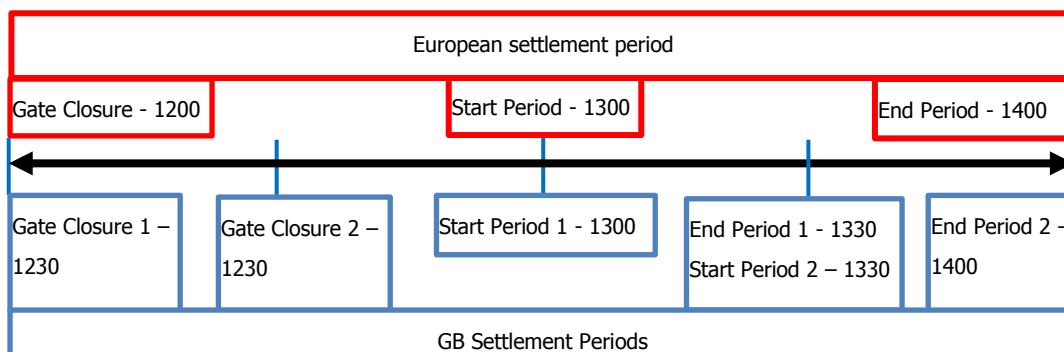 European settlement period
Gate Closure - 1200
Start Period - 1300
End Period - 1400
Gate Closure 1 –
1230
Gate Closure 2 –
1230
Start Period 1 - 1300
End Period 1 - 1330
Start Period 2 – 1330
End Period 2 -
1400
GB Settlement Periods